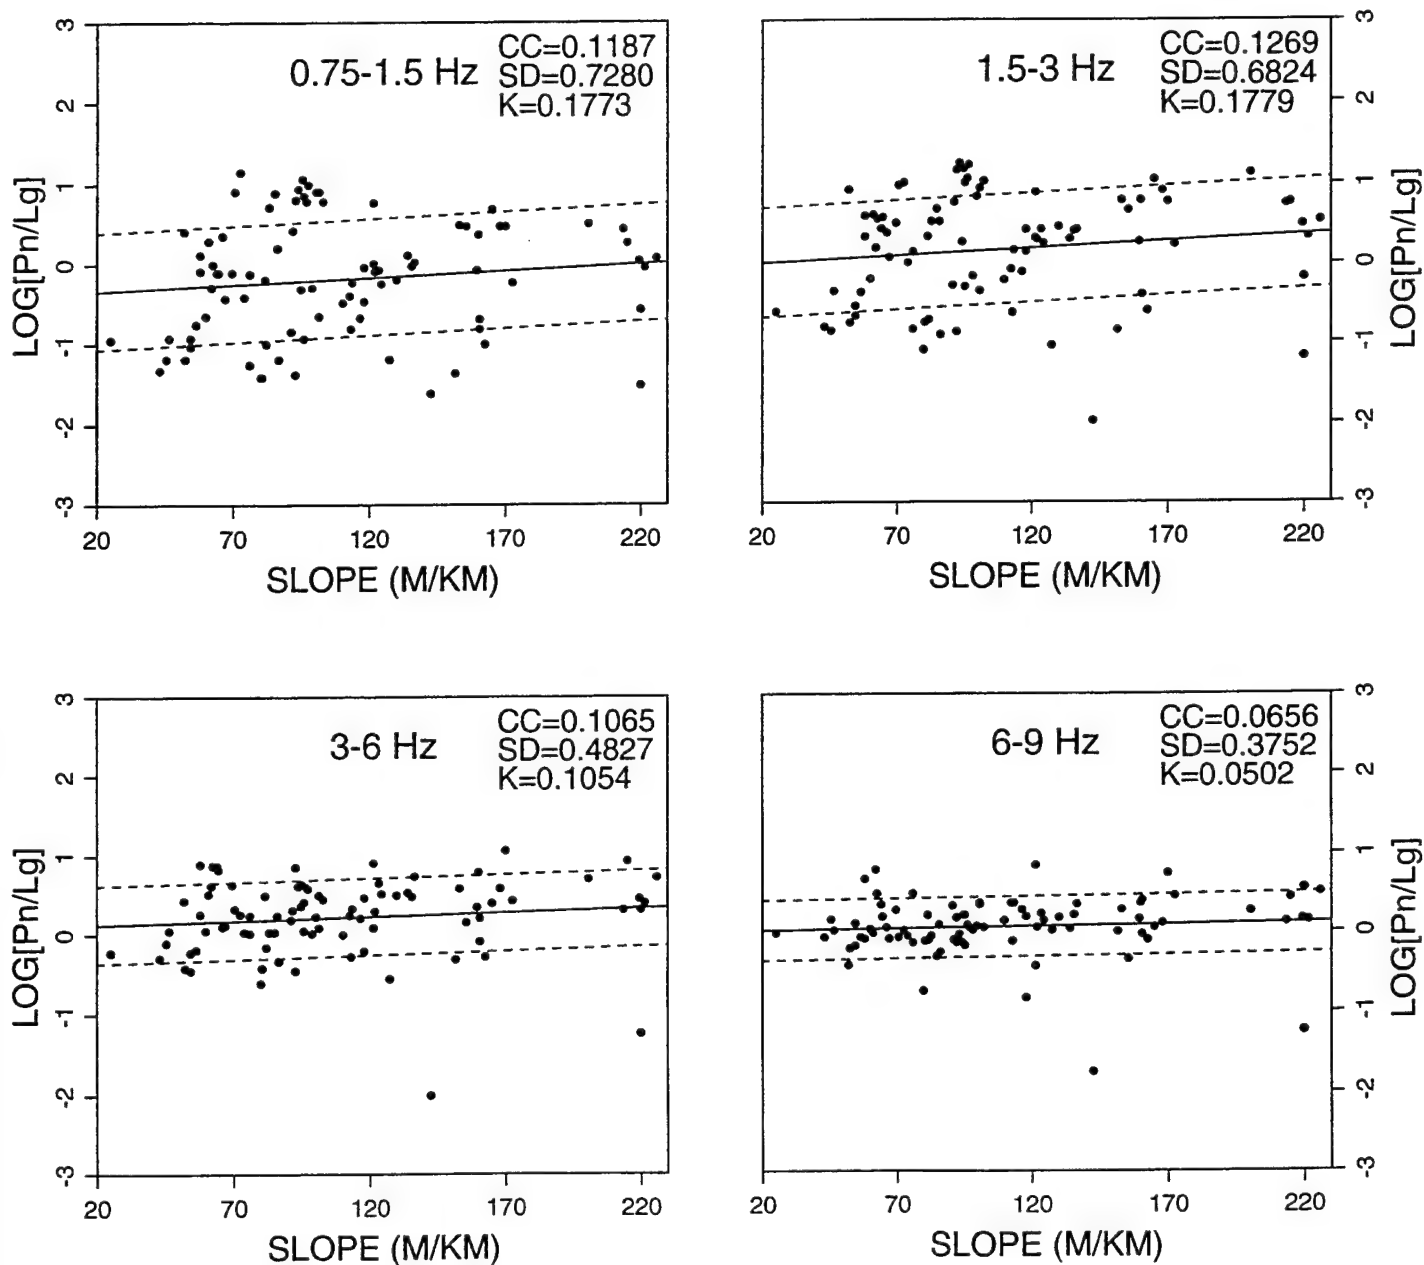 CC=0.1187
0.75-1.5 Hz SD=0.7280
K=0.1773
3
2
1
0
-1
-2
-3
LOG[Pn/Lg]
20 70 120 170 220
SLOPE (M/KM)
CC=0.1269
1.5-3 Hz SD=0.6824
K=0.1779
3
2
1
0
-1
-2
-3
LOG[Pn/Lg]
20 70 120 170 220
SLOPE (M/KM)
CC=0.1065
3-6 Hz SD=0.4827
K=0.1054
3
2
1
0
-1
-2
-3
LOG[Pn/Lg]
20 70 120 170 220
SLOPE (M/KM)
CC=0.0656
6-9 Hz SD=0.3752
K=0.0502
3
2
1
0
-1
-2
-3
LOG[Pn/Lg]
20 70 120 170 220
SLOPE (M/KM)